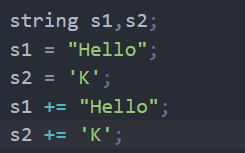 string s1,s2;
s1 = "Hello";
s2 = 'K';
s1 += "Hello";
s2 += 'K';